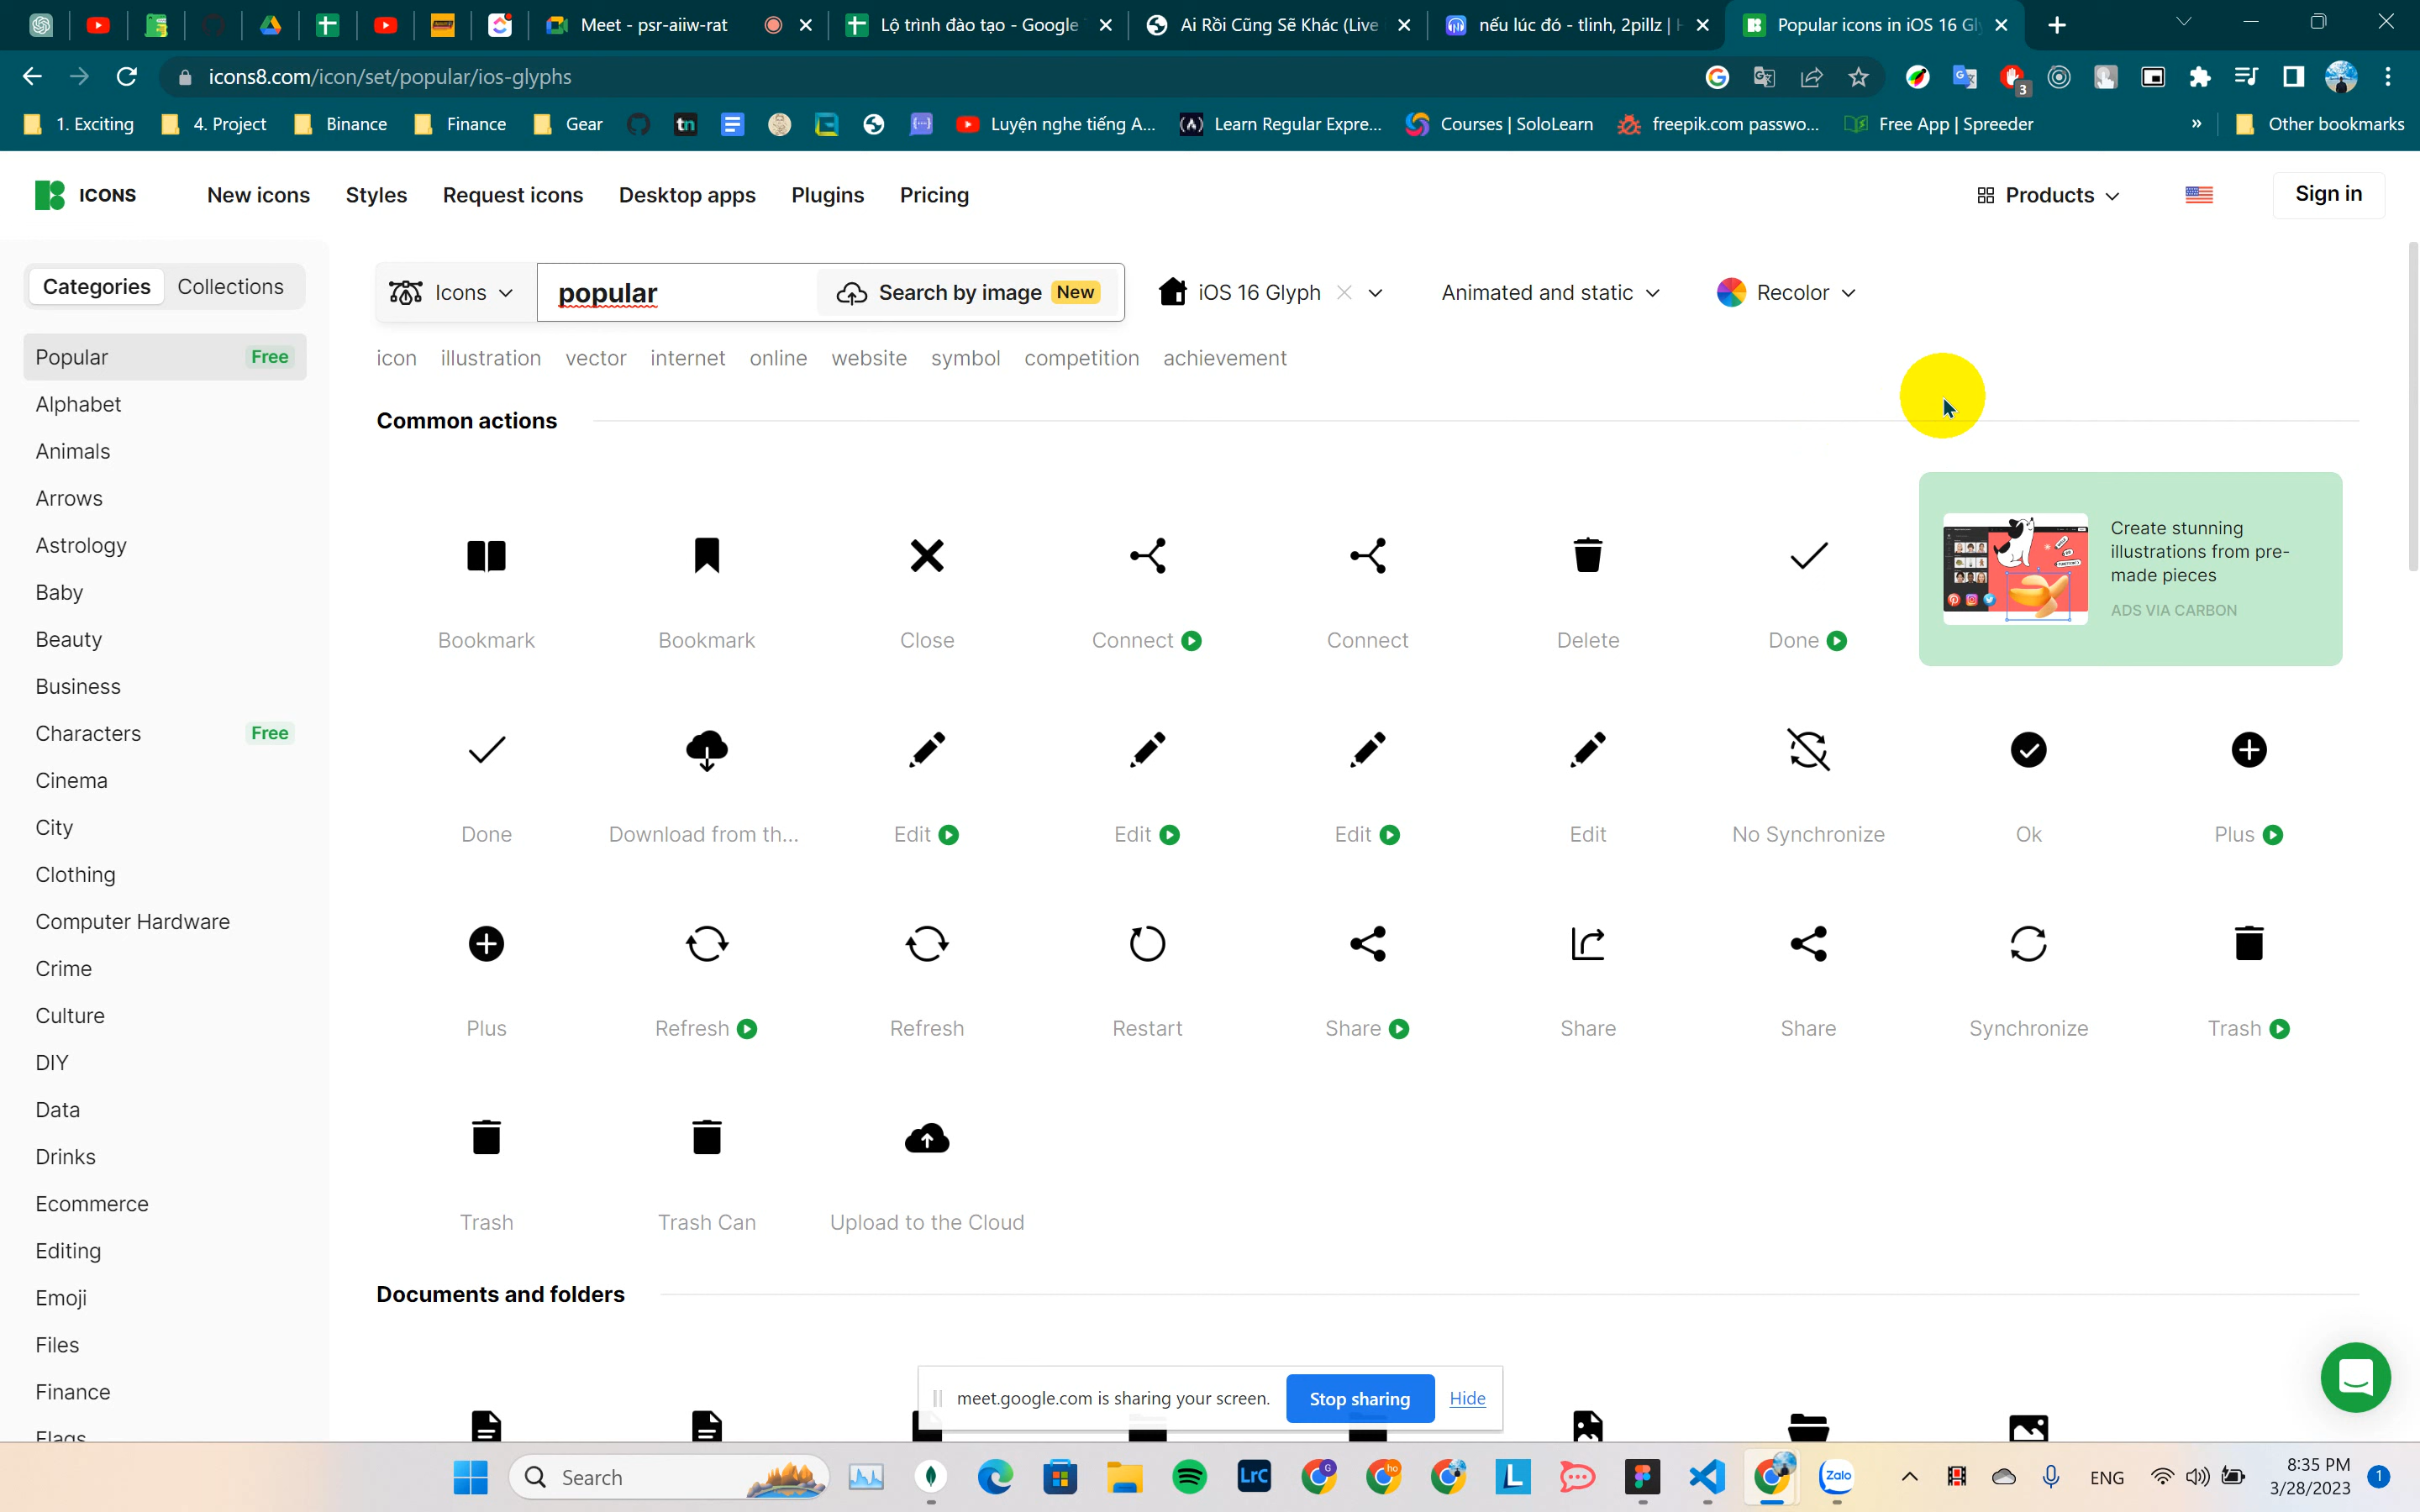 Meet - psr-aiiw-rat
Lộ trình đào tạo - Google
Ai Rồi Cũng Sẽ Khác (Live
nếu lúc đó - tlinh, 2pillz |
Popular icons in iOS 16 Gl
icons8.com/icon/set/popular/ios-glyphs
3
1. Exciting
4. Project
Binance
Finance
Gear
tn
Luyện nghe tiếng A...
Learn Regular Expre...
Courses | SoloLearn
freepik.com passwo...
Free App | Spreeder
»
Other bookmarks
ICONS
New icons
Styles
Request icons
Desktop apps
Plugins
Pricing
Products
Sign in
Categories
Collections
Icons
popular
Search by image New
iOS 16 Glyph
Animated and static
Recolor
icon illustration vector internet online website symbol competition achievement
Popular Free
Alphabet
Animals
Arrows
Astrology
Baby
Beauty
Business
Characters Free
Cinema
City
Clothing
Computer Hardware
Crime
Culture
DIY
Data
Drinks
Ecommerce
Editing
Emoji
Files
Finance
Flags
Common actions
Bookmark Bookmark Close Connect Connect Delete Done
Create stunning
illustrations from pre-
made pieces
ADS VIA CARBON
Done Download from th... Edit Edit Edit Edit No Synchronize Ok Plus
Plus Refresh Refresh Restart Share Share Share Synchronize Trash
Trash Trash Can Upload to the Cloud
Documents and folders
meet.google.com is sharing your screen.
Stop sharing
Hide
Search
LrC
G
ho
L
Zalo
ENG
8:35 PM
3/28/2023
1